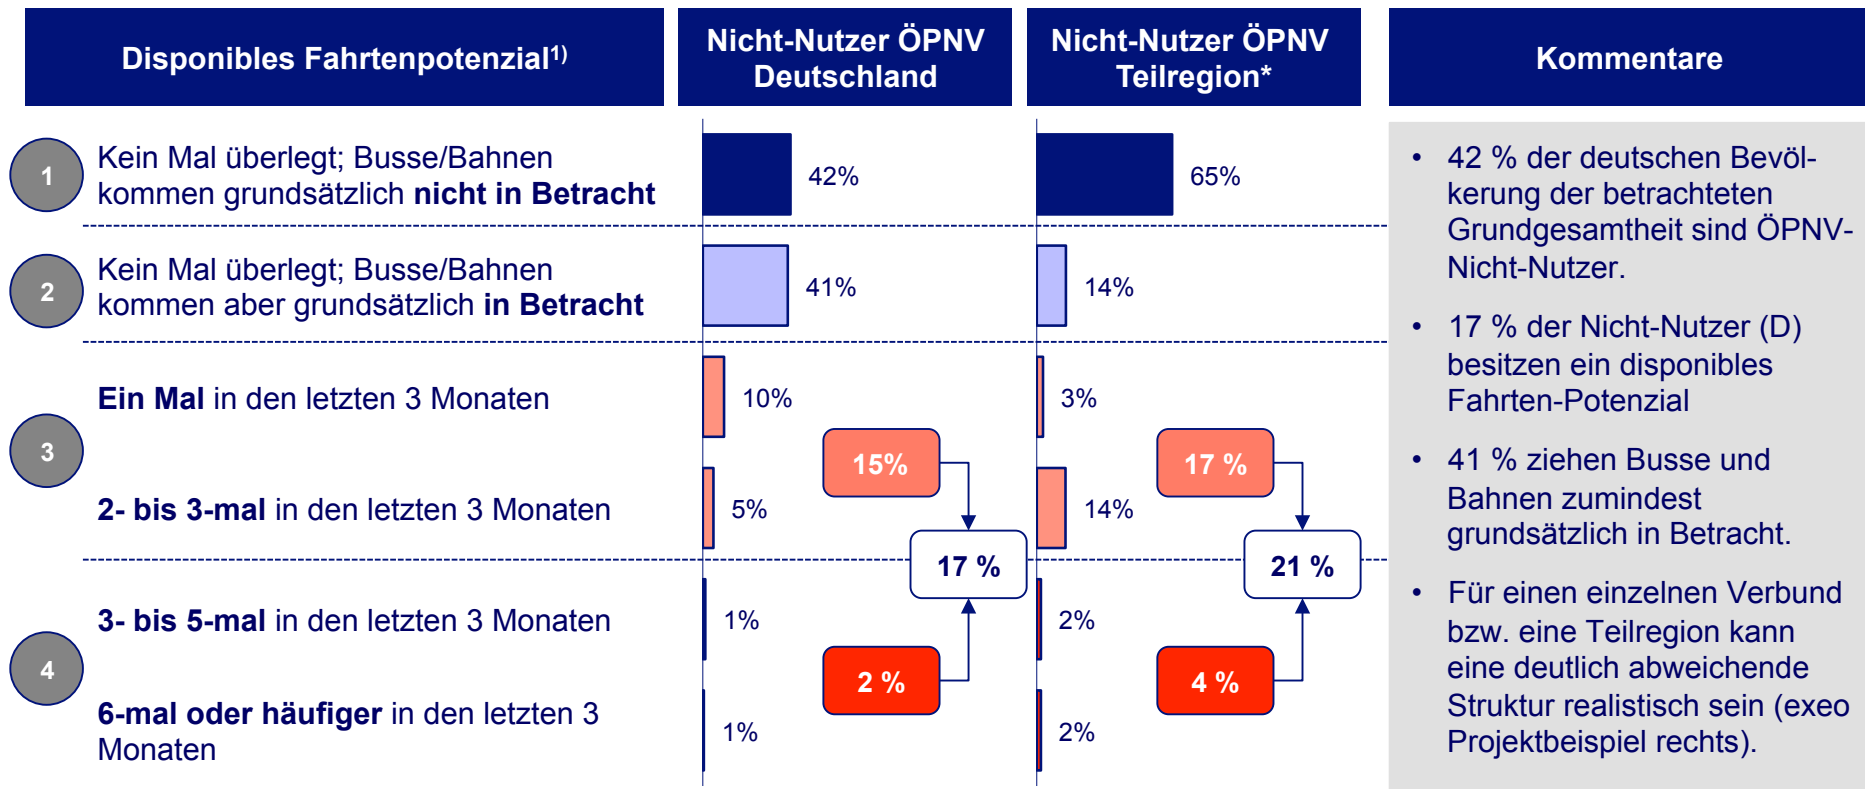 Disponibles Fahrtenpotenzial1)
Nicht-Nutzer ÖPNV
Deutschland
Nicht-Nutzer ÖPNV
Teilregion*
Kommentare
1
Kein Mal überlegt; Busse/Bahnen
kommen grundsätzlich nicht in Betracht
42%
65%
2
Kein Mal überlegt; Busse/Bahnen
kommen aber grundsätzlich in Betracht
41%
14%
3
Ein Mal in den letzten 3 Monaten
10%
3%
15%
17 %
2- bis 3-mal in den letzten 3 Monaten
5%
14%
17 %
21 %
4
3- bis 5-mal in den letzten 3 Monaten
1%
2%
2 %
4 %
6-mal oder häufiger in den letzten 3
Monaten
1%
2%
• 42 % der deutschen Bevöl-
kerung der betrachteten
Grundgesamtheit sind ÖPNV-
Nicht-Nutzer.
• 17 % der Nicht-Nutzer (D)
besitzen ein disponibles
Fahrten-Potenzial
• 41 % ziehen Busse und
Bahnen zumindest
grundsätzlich in Betracht.
• Für einen einzelnen Verbund
bzw. eine Teilregion kann
eine deutlich abweichende
Struktur realistisch sein (exeo
Projektbeispiel rechts).